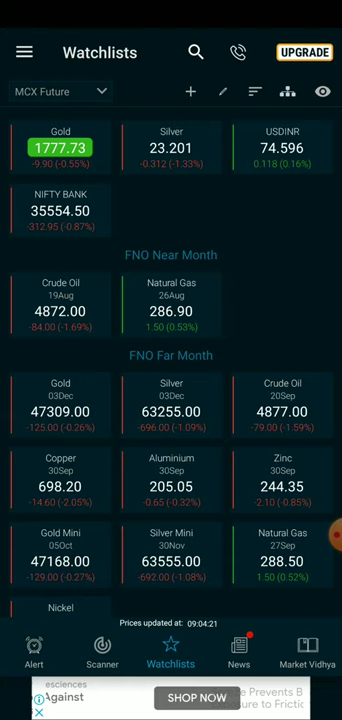 Watchlists
UPGRADE
MCX Future
Gold Silver USDINR
1777.73 23.201 74.596
-9.90 (-0.55%) -0.312 (-1.33%) 0.118 (0.16%)
NIFTY BANK
35554.50
-312.95 (-0.87%)
FNO Near Month
Crude Oil Natural Gas
19Aug 26Aug
4872.00 286.90
-84.00 (-1.69%) 1.50 (0.53%)
FNO Far Month
Gold Silver Crude Oil
03Dec 03Dec 20Sep
47309.00 63255.00 4877.00
-125.00 (-0.26%) -696.00 (-1.09%) -79.00 (-1.59%)
Copper Aluminium Zinc
30Sep 30Sep 30Sep
698.20 205.05 244.35
-14.60 (-2.05%) -0.65 (-0.32%) -2.10 (-0.85%)
Gold Mini Silver Mini Natural Gas
05Oct 30Nov 27Sep
47168.00 63555.00 288.50
-129.00 (-0.27%) -692.00 (-1.08%) 1.50 (0.52%)
Nickel
Prices updated at: 09:04:21
Alert Scanner Watchlists News Market Vidhya
esciences
Against
SHOP NOW
Prevents B
osure to Frictic